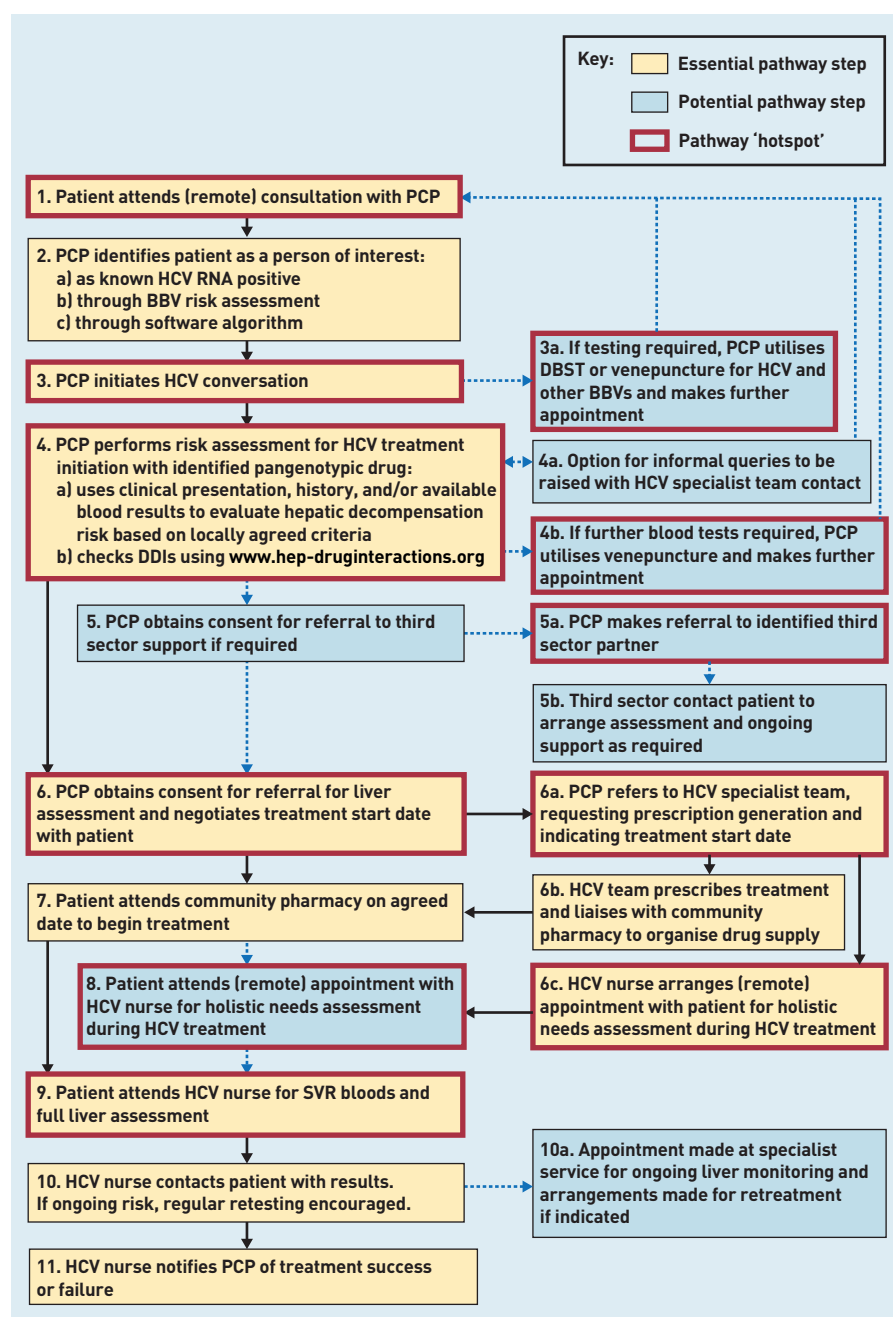 Key:
Essential pathway step
Potential pathway step
Pathway ‘hotspot’
1. Patient attends (remote) consultation with PCP
2. PCP identifies patient as a person of interest:
a) as known HCV RNA positive
b) through BBV risk assessment
c) through software algorithm
3. PCP initiates HCV conversation
3a. If testing required, PCP utilises
DBST or venepuncture for HCV and
other BBVs and makes further
appointment
4. PCP performs risk assessment for HCV treatment
initiation with identified pangenotypic drug:
a) uses clinical presentation, history, and/or available
blood results to evaluate hepatic decompensation
risk based on locally agreed criteria
b) checks DDIs using www.hep-druginteractions.org
4a. Option for informal queries to be
raised with HCV specialist team contact
4b. If further blood tests required, PCP
utilises venepuncture and makes further
appointment
5. PCP obtains consent for referral to third
sector support if required
5a. PCP makes referral to identified third
sector partner
5b. Third sector contact patient to
arrange assessment and ongoing
support as required
6. PCP obtains consent for referral for liver
assessment and negotiates treatment start date
with patient
6a. PCP refers to HCV specialist team,
requesting prescription generation and
indicating treatment start date
6b. HCV team prescribes treatment
and liaises with community
pharmacy to organise drug supply
7. Patient attends community pharmacy on agreed
date to begin treatment
6c. HCV nurse arranges (remote)
appointment with patient for holistic
needs assessment during HCV treatment
8. Patient attends (remote) appointment with
HCV nurse for holistic needs assessment
during HCV treatment
9. Patient attends HCV nurse for SVR bloods and
full liver assessment
10. HCV nurse contacts patient with results.
If ongoing risk, regular retesting encouraged.
10a. Appointment made at specialist
service for ongoing liver monitoring and
arrangements made for retreatment
if indicated
11. HCV nurse notifies PCP of treatment success
or failure